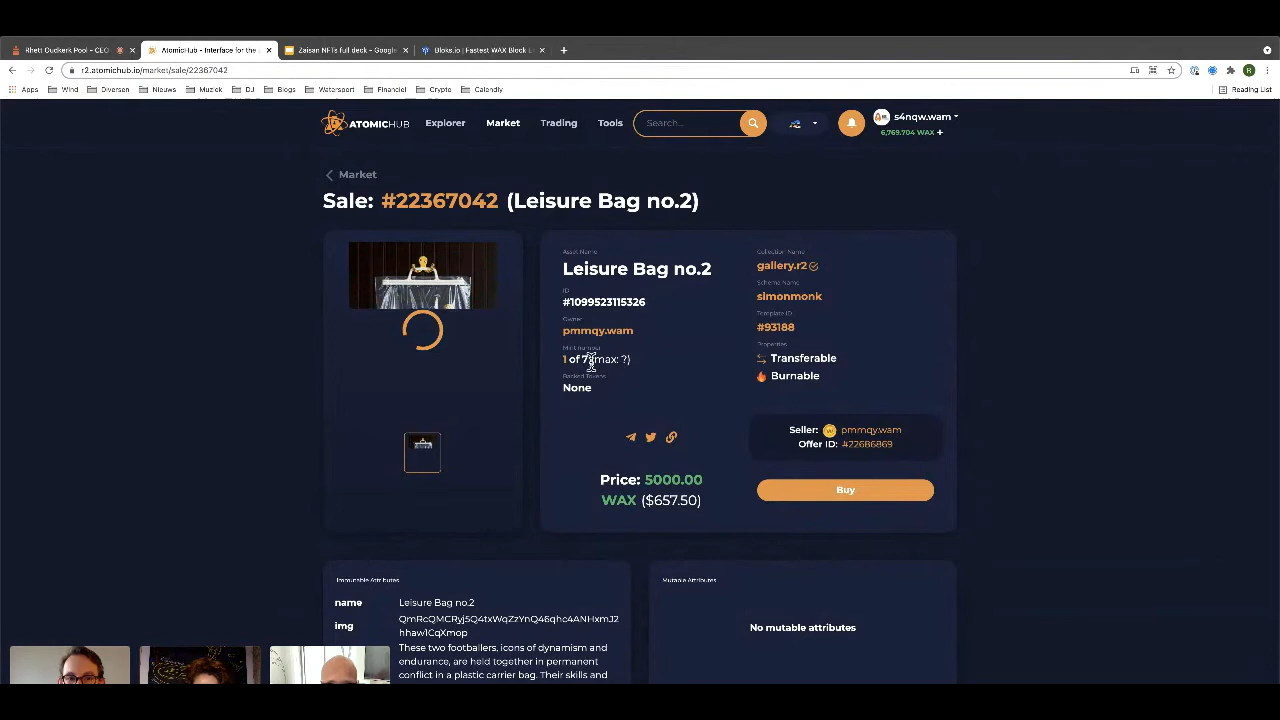 Rhett Oudkerk Pool - CEO
AtomicHub - Interface for the
Zaisan NFTs full deck - Google
Bloks.io | Fastest WAX Block E
r2.atomichub.io/market/sale/22367042
Apps Wind Diversen Nieuws Muziek DJ Blogs Watersport Financiel Crypto Calendly Reading List
ATOMICHUB Explorer Market Trading Tools Search... s4nqw.wam
6,769.704 WAX +
Market
Sale: #22367042 (Leisure Bag no.2)
Asset Name
Leisure Bag no.2
ID
#1099523115326
Owner
pmmqy.wam
Mint number
1 of 7 (max: ?)
Backed Tokens
None
Collection Name
gallery.r2
Schema Name
simonmonk
Template ID
#93188
Properties
Transferable
Burnable
Seller: pmmqy.wam
Offer ID: #22686869
Price: 5000.00
WAX ($657.50)
Buy
Immutable Attributes
name Leisure Bag no.2
img QmRcQMCRyj5Q4txWqZzYnQ46qhc4ANHxmJ2
hhaw1CqXmop
These two footballers, icons of dynamism and
endurance, are held together in permanent
conflict in a plastic carrier bag. Their skills and
Mutable Attributes
No mutable attributes